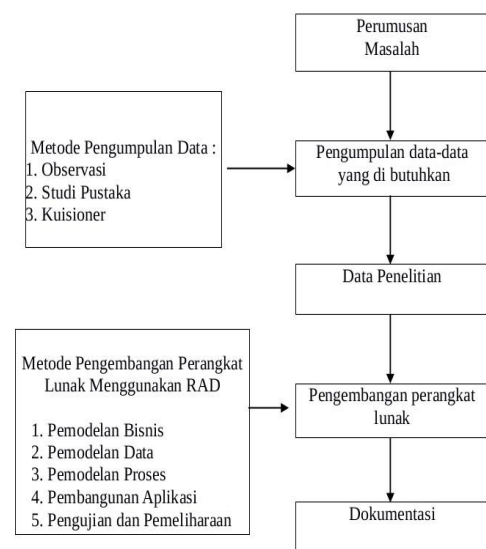 Perumusan
Masalah
Metode Pengumpulan Data :
1. Observasi
2. Studi Pustaka
3. Kuisioner
Pengumpulan data-data
yang di butuhkan
Data Penelitian
Metode Pengembangan Perangkat
Lunak Menggunakan RAD
1. Pemodelan Bisnis
2. Pemodelan Data
3. Pemodelan Proses
4. Pembangunan Aplikasi
5. Pengujian dan Pemeliharaan
Pengembangan perangkat
lunak
Dokumentasi